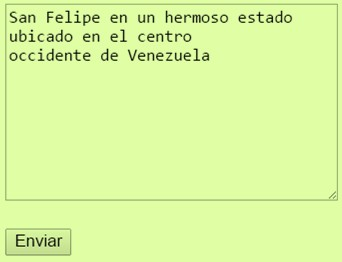 San Felipe en un hermoso estado
ubicado en el centro
occidente de Venezuela
Enviar